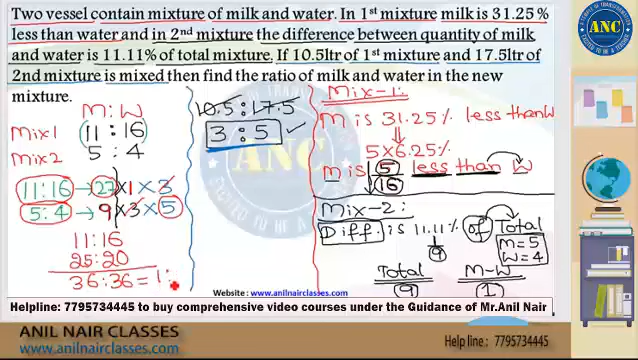 Two vessel contain mixture of milk and water. In 1st mixture milk is 31.25%
less than water and in 2nd mixture the difference between quantity of milk
and water is 11.11% of total mixture. If 10.5ltr of 1st mixture and 17.5ltr of
2nd mixture is mixed then find the ratio of milk and water in the new
mixture.
M:W
Mix1 11:16
Mix2 5:4
11:16 → 27 × 1 × 3
5:4 → 9 × 3 × 5
11:16
25:20
36:36 = 1:
10.5:17.5
3:5
Mix-1:
M is 31.25% less than W
5×6.25%
M is 5 less than W
16
Mix-2:
Diff. is 11.11% of Total
9
M=5
W=4
Total
9
M-W
1
ANC
ANC
ANC
Website : www.anilnairclasses.com
Helpline: 7795734445 to buy comprehensive video courses under the Guidance of Mr.Anil Nair
ANIL NAIR CLASSES
www.anilnairclasses.com
Help line : 7795734445